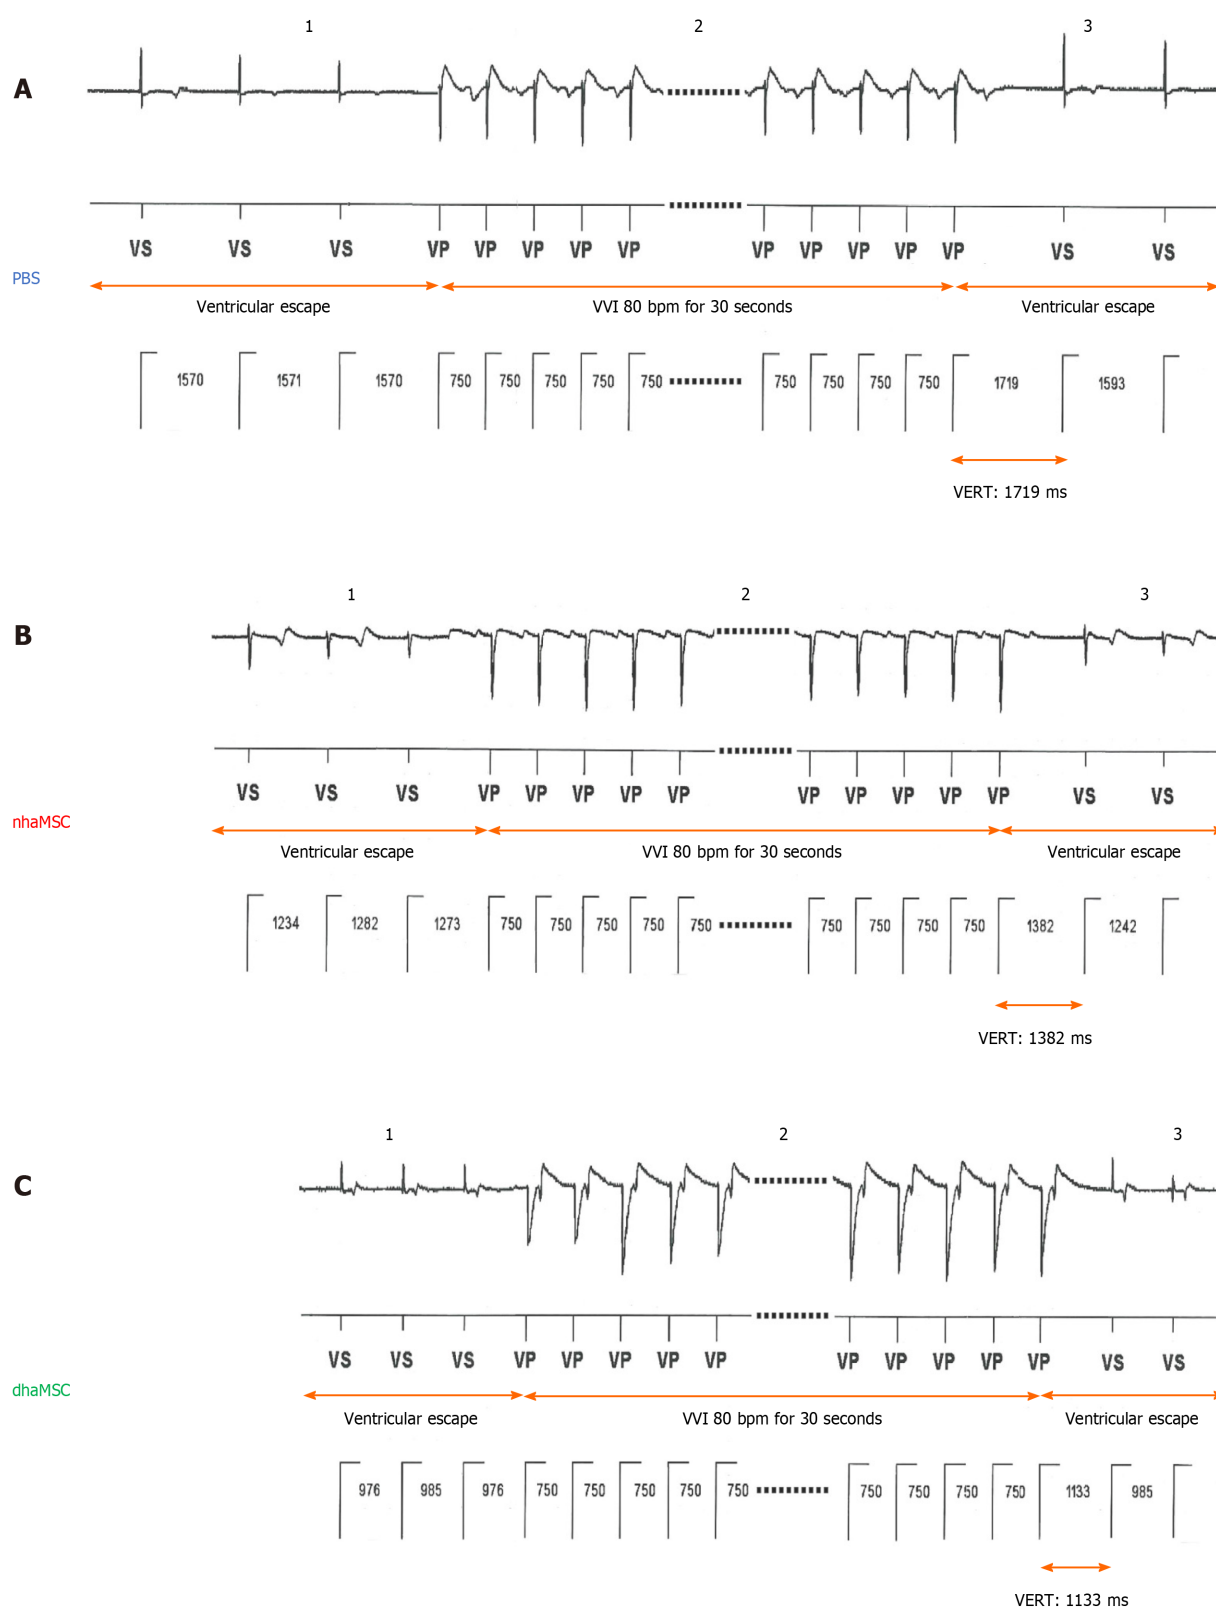 1 2 3
A
VS VS VS VP VP VP VP VP VP VP VP VP VP VS VS
PBS
Ventricular escape VVI 80 bpm for 30 seconds Ventricular escape
1570 1571 1570 750 750 750 750 750 750 750 750 750 1719 1593
VERT: 1719 ms
1 2 3
B
VS VS VS VP VP VP VP VP VP VP VP VP VP VS VS
nhaMSC
Ventricular escape VVI 80 bpm for 30 seconds Ventricular escape
1234 1282 1273 750 750 750 750 750 750 750 750 750 1382 1242
VERT: 1382 ms
1 2 3
C
VS VS VS VP VP VP VP VP VP VP VP VP VP VS VS
dhaMSC
Ventricular escape VVI 80 bpm for 30 seconds Ventricular escape
976 985 976 750 750 750 750 750 750 750 750 750 1133 985
VERT: 1133 ms